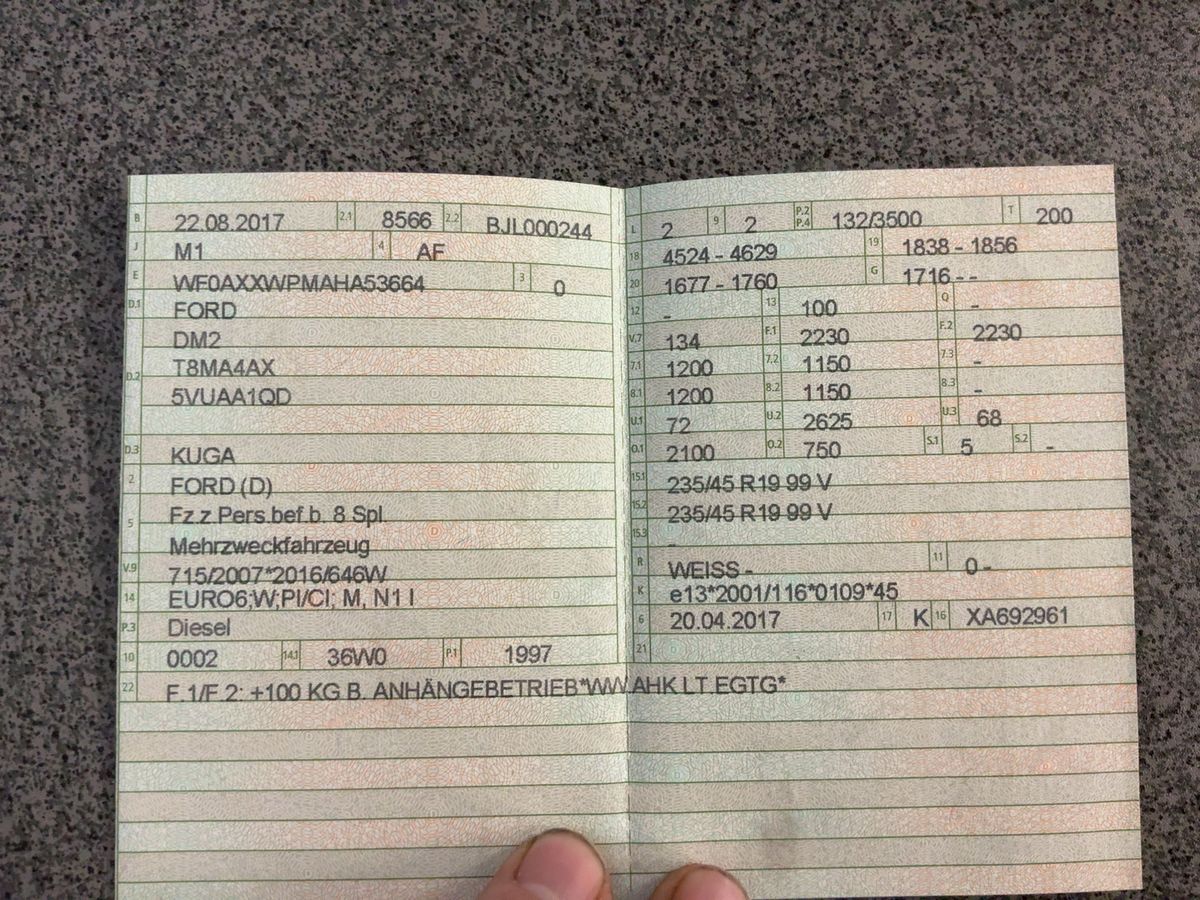 B 22.08.2017 2.1 8566 2.2 BJL000244
J M1 4 AF
E WF0AXXWPMAHA53664 3 0
D.1 FORD
DM2
D.2 T8MA4AX
5VUAA1QD
D.3 KUGA
2 FORD (D)
5 Fz.z.Pers.bef.b. 8 Spl.
Mehrzweckfahrzeug
V.9 715/2007*2016/646W
14 EURO6;W;PI/CI; M, N1 I
P.3 Diesel
10 0002 14.1 36W0 P.1 1997
22 F.1/F.2: +100 KG B. ANHÄNGEBETRIEB*WW.AHK LT.EGTG*
L 2 9 2 P.2 P.4 132/3500 T 200
18 4524 - 4629 19 1838 - 1856
20 1677 - 1760 G 1716 - -
12 - 13 100 Q -
V.7 134 F.1 2230 F.2 2230
7.1 1200 7.2 1150 7.3 -
8.1 1200 8.2 1150 8.3 -
U.1 72 U.2 2625 U.3 68
O.1 2100 O.2 750 S.1 5 S.2 -
15.1 235/45 R19 99 V
15.2 235/45 R19 99 V
15.3 -
R WEISS - 11 0 -
K e13*2001/116*0109*45
6 20.04.2017 17 K 16 XA692961
21